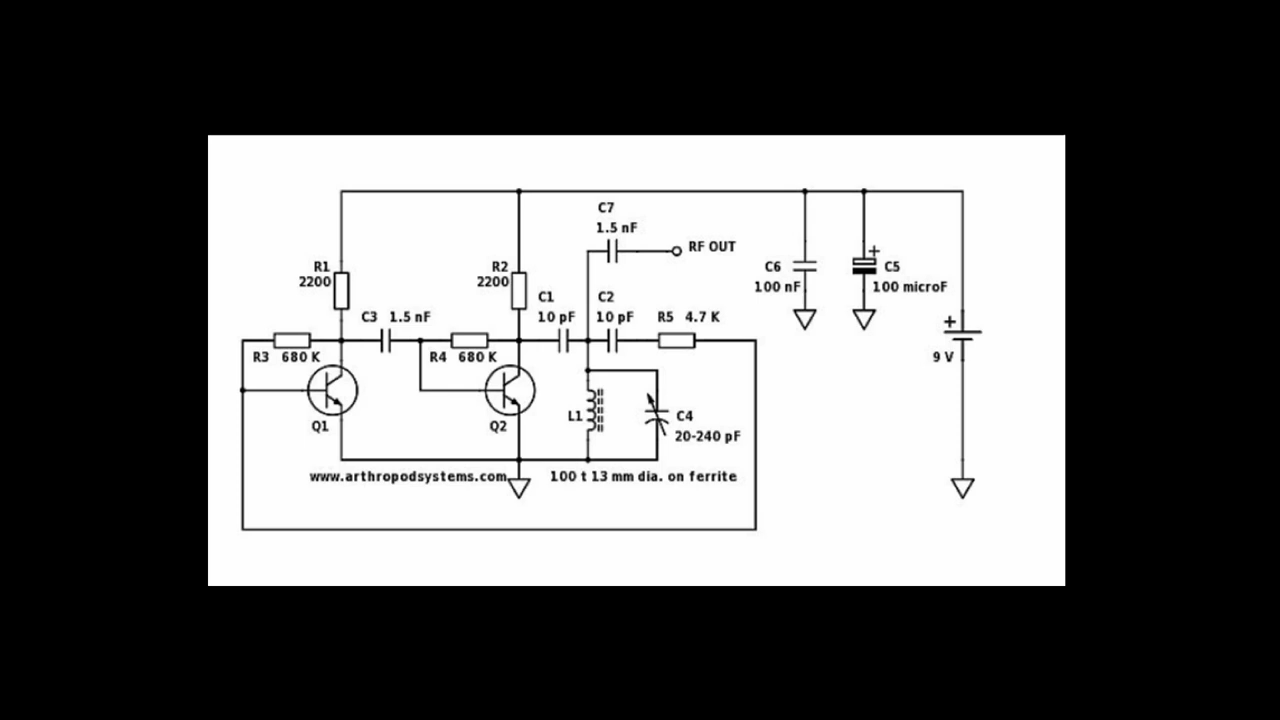 C7
1.5 nF
RF OUT
R1
2200
R2
2200
C1
10 pF
C2
10 pF
C6
100 nF
+
C5
100 microF
C3 1.5 nF
R5 4.7 K
+
9 V
R3 680 K
R4 680 K
L1
C4
20-240 pF
Q1
Q2
www.arthropodsystems.com
100 t 13 mm dia. on ferrite